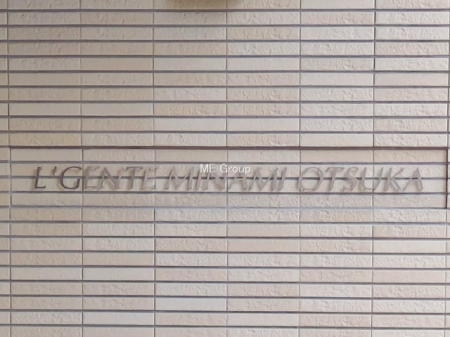 L'GENTE MINAMI OTSUKA
ME Group